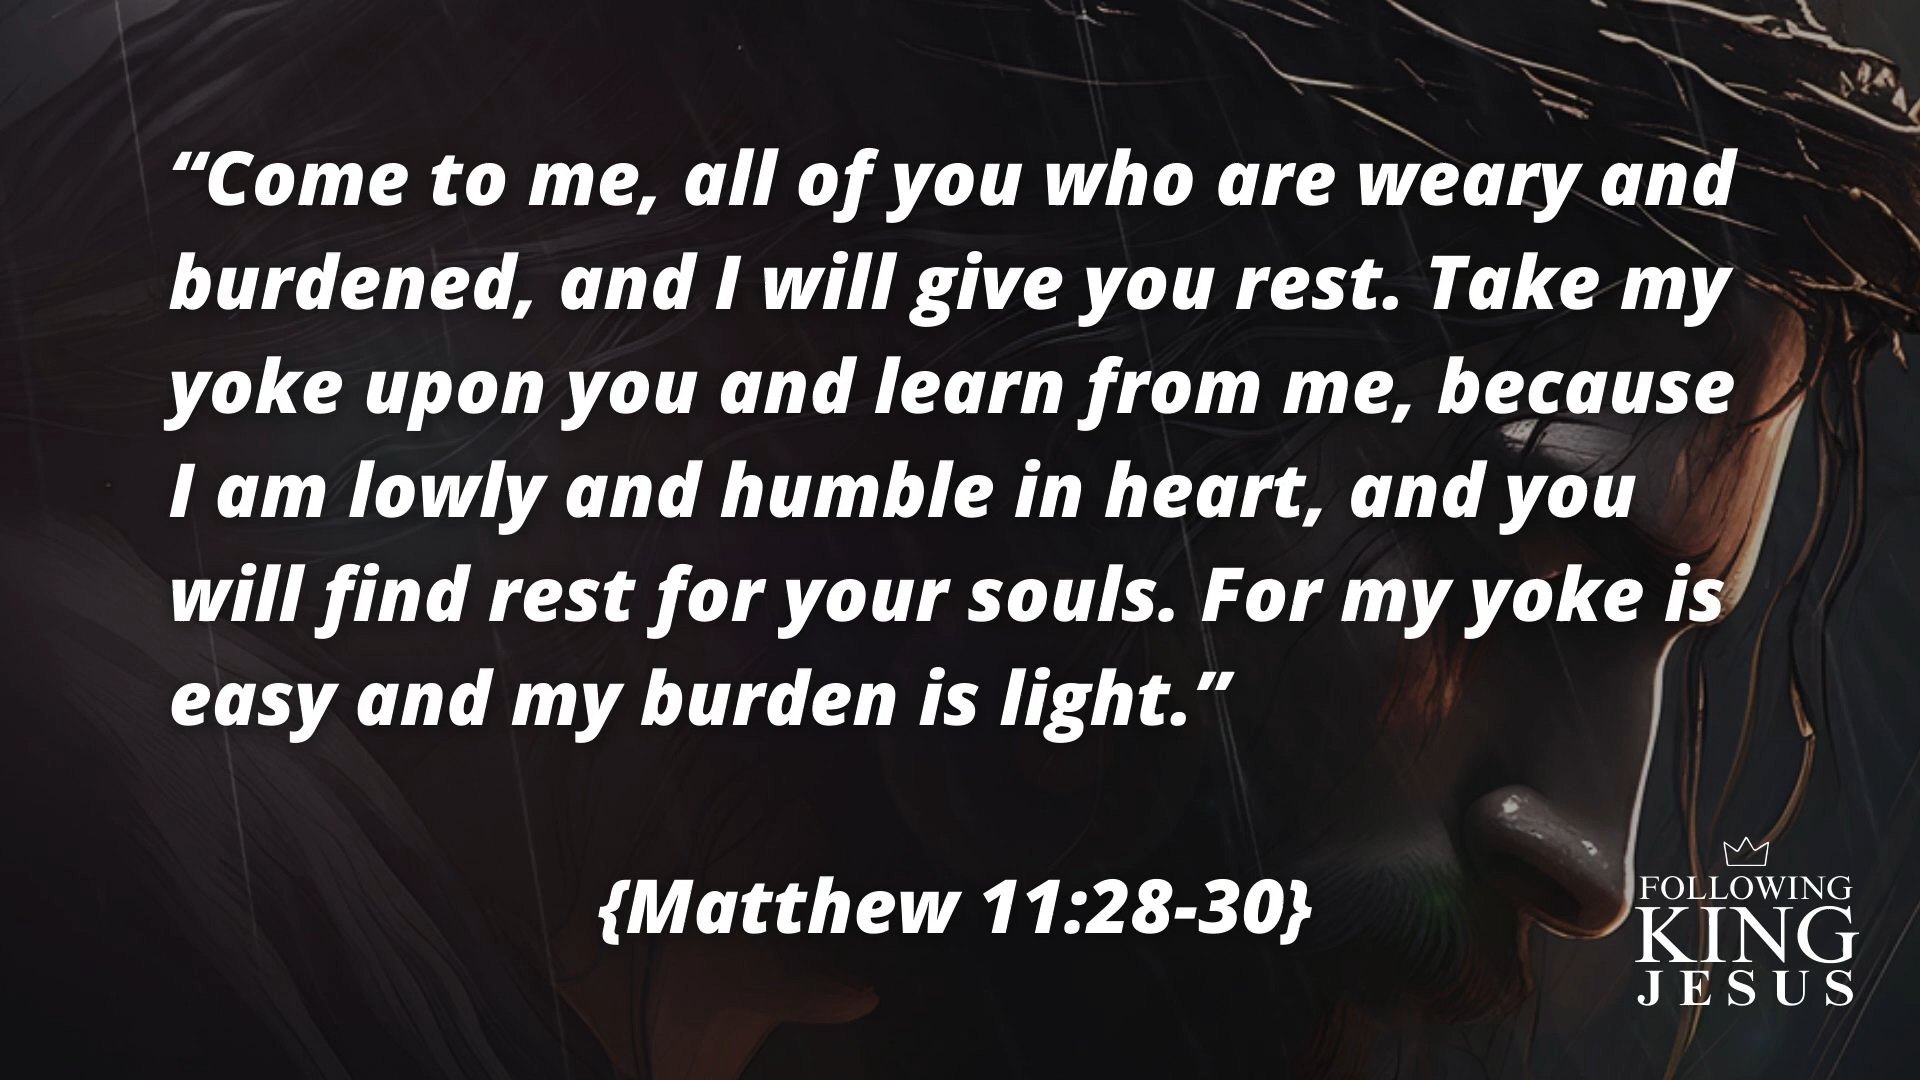 “Come to me, all of you who are weary and
burdened, and I will give you rest. Take my
yoke upon you and learn from me, because
I am lowly and humble in heart, and you
will find rest for your souls. For my yoke is
easy and my burden is light.”
{Matthew 11:28-30}
FOLLOWING
KING
JESUS